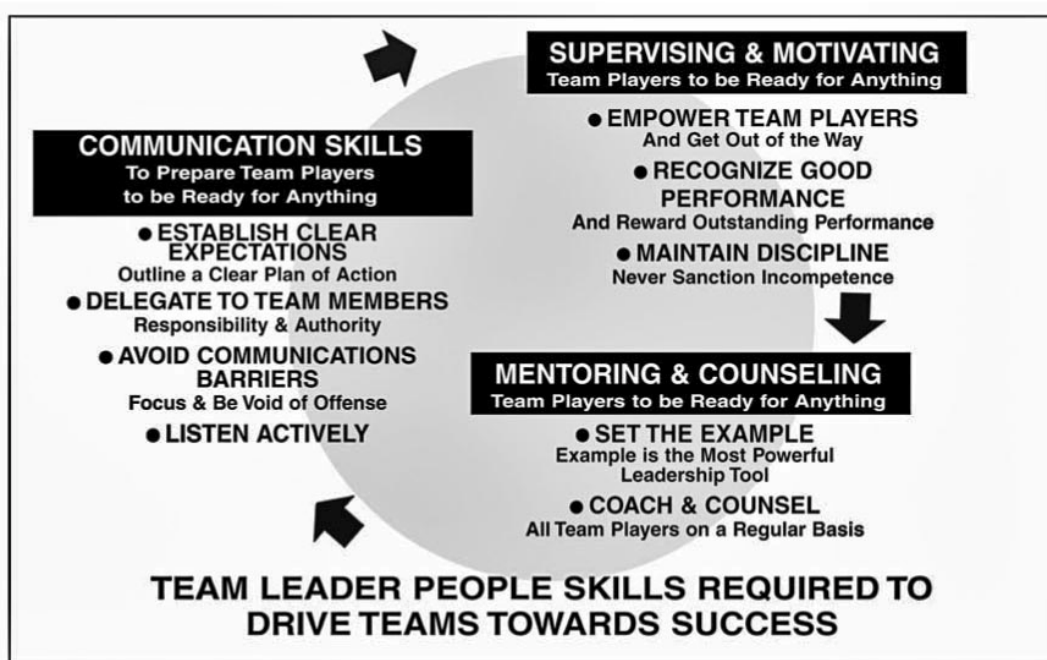 COMMUNICATION SKILLS
To Prepare Team Players
to be Ready for Anything
● ESTABLISH CLEAR
EXPECTATIONS
Outline a Clear Plan of Action
● DELEGATE TO TEAM MEMBERS
Responsibility & Authority
● AVOID COMMUNICATIONS
BARRIERS
Focus & Be Void of Offense
● LISTEN ACTIVELY
SUPERVISING & MOTIVATING
Team Players to be Ready for Anything
● EMPOWER TEAM PLAYERS
And Get Out of the Way
● RECOGNIZE GOOD
PERFORMANCE
And Reward Outstanding Performance
● MAINTAIN DISCIPLINE
Never Sanction Incompetence
MENTORING & COUNSELING
Team Players to be Ready for Anything
● SET THE EXAMPLE
Example is the Most Powerful
Leadership Tool
● COACH & COUNSEL
All Team Players on a Regular Basis
TEAM LEADER PEOPLE SKILLS REQUIRED TO
DRIVE TEAMS TOWARDS SUCCESS